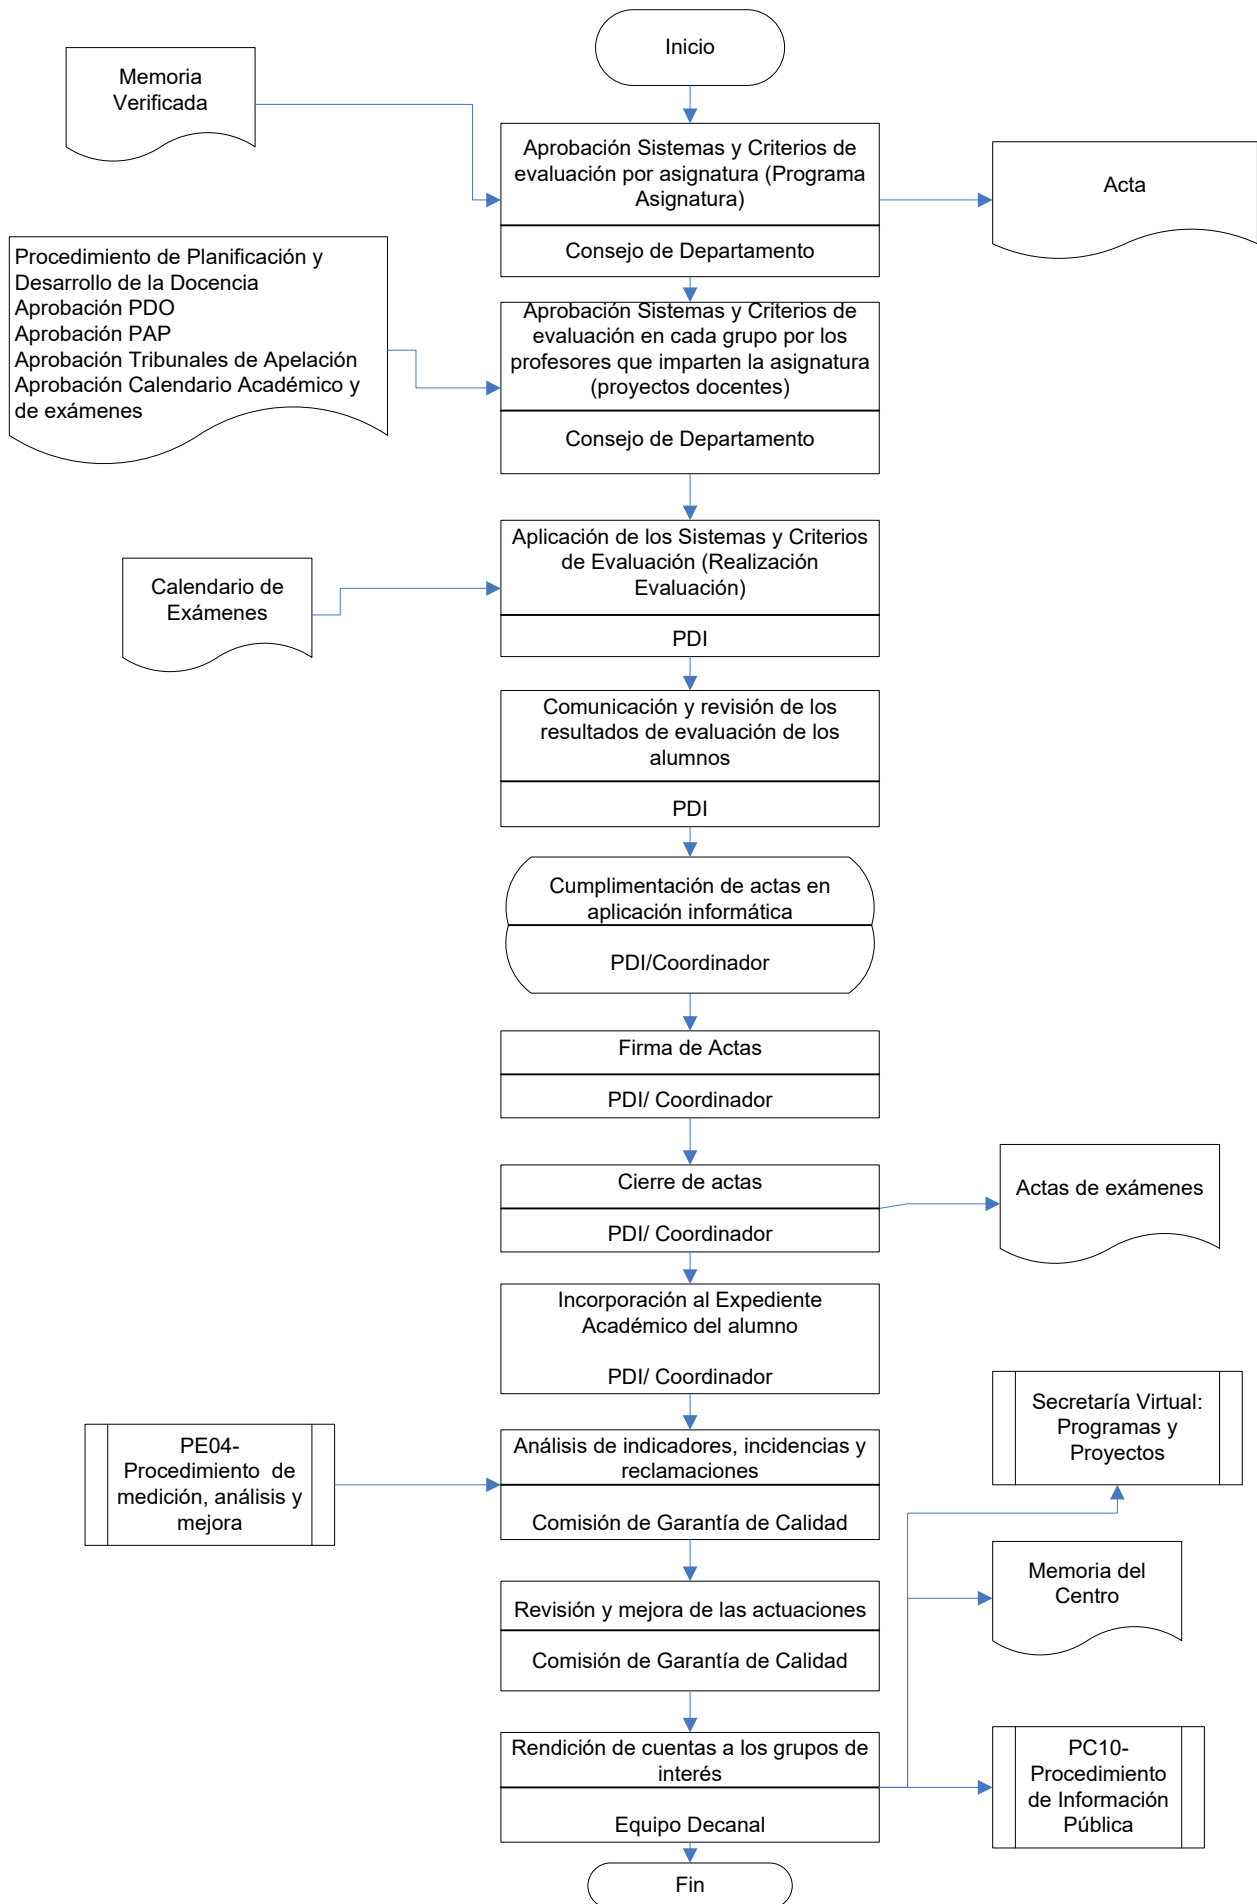 Inicio
Memoria
Verificada
Aprobación Sistemas y Criterios de
evaluación por asignatura (Programa
Asignatura)
Consejo de Departamento
Acta
Procedimiento de Planificación y
Desarrollo de la Docencia
Aprobación PDO
Aprobación PAP
Aprobación Tribunales de Apelación
Aprobación Calendario Académico y
de exámenes
Aprobación Sistemas y Criterios de
evaluación en cada grupo por los
profesores que imparten la asignatura
(proyectos docentes)
Consejo de Departamento
Calendario de
Exámenes
Aplicación de los Sistemas y Criterios
de Evaluación (Realización
Evaluación)
PDI
Comunicación y revisión de los
resultados de evaluación de los
alumnos
PDI
Cumplimentación de actas en
aplicación informática
PDI/Coordinador
Firma de Actas
PDI/ Coordinador
Cierre de actas
PDI/ Coordinador
Actas de exámenes
Incorporación al Expediente
Académico del alumno
PDI/ Coordinador
PE04-
Procedimiento de
medición, análisis y
mejora
Análisis de indicadores, incidencias y
reclamaciones
Comisión de Garantía de Calidad
Secretaría Virtual:
Programas y
Proyectos
Revisión y mejora de las actuaciones
Comisión de Garantía de Calidad
Memoria del
Centro
Rendición de cuentas a los grupos de
interés
Equipo Decanal
PC10-
Procedimiento
de Información
Pública
Fin